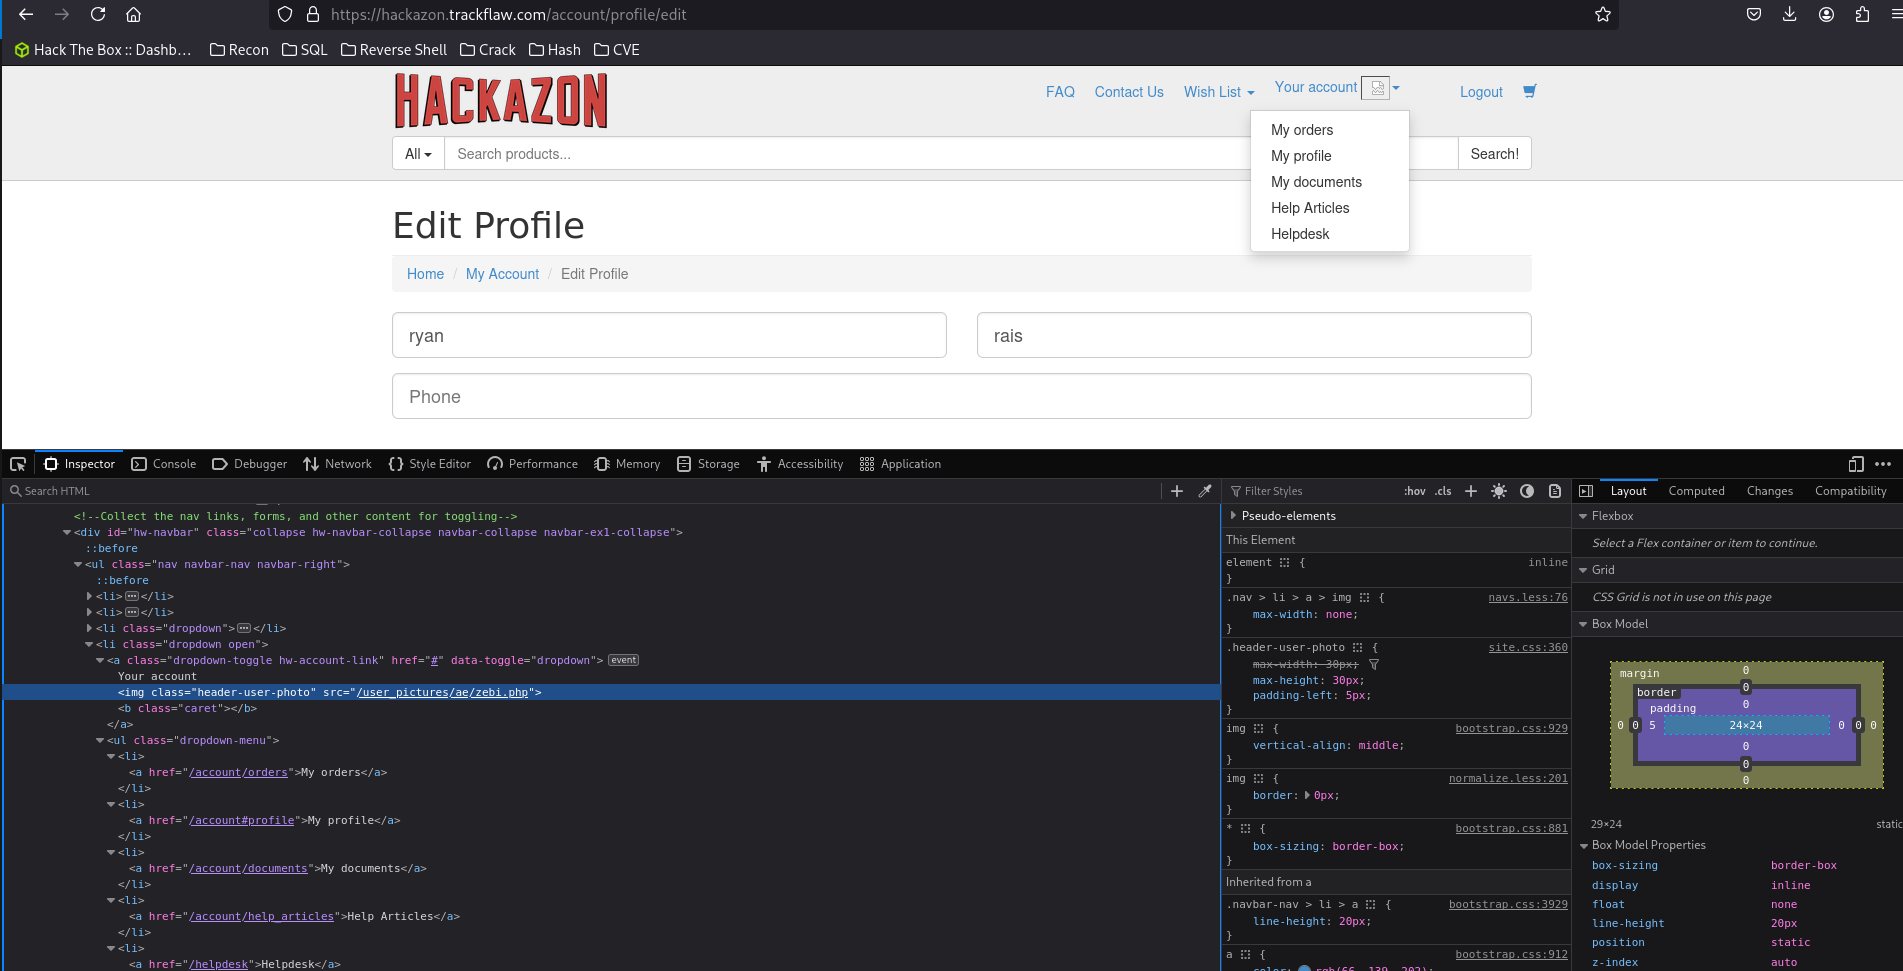 https://hackazon.trackflaw.com/account/profile/edit
Hack The Box :: Dashb… Recon SQL Reverse Shell Crack Hash CVE
HACKAZON
FAQ Contact Us Wish List Your account Logout
My orders
My profile
My documents
Help Articles
Helpdesk
All Search products... Search!
Edit Profile
Home / My Account / Edit Profile
ryan rais
Phone
Inspector Console Debugger Network Style Editor Performance Memory Storage Accessibility Application
Search HTML
<!--Collect the nav links, forms, and other content for toggling-->
<div id="hw-navbar" class="collapse hw-navbar-collapse navbar-collapse navbar-ex1-collapse">
::before
<ul class="nav navbar-nav navbar-right">
::before
<li>…</li>
<li>…</li>
<li class="dropdown">…</li>
<li class="dropdown open">
<a class="dropdown-toggle hw-account-link" href="#" data-toggle="dropdown"> event
Your account
<img class="header-user-photo" src="/user_pictures/ae/zebi.php">
<b class="caret"></b>
</a>
<ul class="dropdown-menu">
<li>
<a href="/account/orders">My orders</a>
</li>
<li>
<a href="/account#profile">My profile</a>
</li>
<li>
<a href="/account/documents">My documents</a>
</li>
<li>
<a href="/account/help_articles">Help Articles</a>
</li>
<li>
<a href="/helpdesk">Helpdesk</a>
Filter Styles :hov .cls
Pseudo-elements
This Element
element { inline
}
.nav > li > a > img { navs.less:76
max-width: none;
}
.header-user-photo { site.css:360
max-width: 30px;
max-height: 30px;
padding-left: 5px;
}
img { bootstrap.css:929
vertical-align: middle;
}
img { normalize.less:201
border: 0px;
}
* { bootstrap.css:881
box-sizing: border-box;
}
Inherited from a
.navbar-nav > li > a { bootstrap.css:3929
line-height: 20px;
}
a { bootstrap.css:912
color: rgb(66, 139, 202);
Layout Computed Changes Compatibility
Flexbox
Select a Flex container or item to continue.
Grid
CSS Grid is not in use on this page
Box Model
margin 0
border 0
padding 0
0 0 5 24×24 0 0 0
0
0
0
29×24 static
Box Model Properties
box-sizing border-box
display inline
float none
line-height 20px
position static
z-index auto